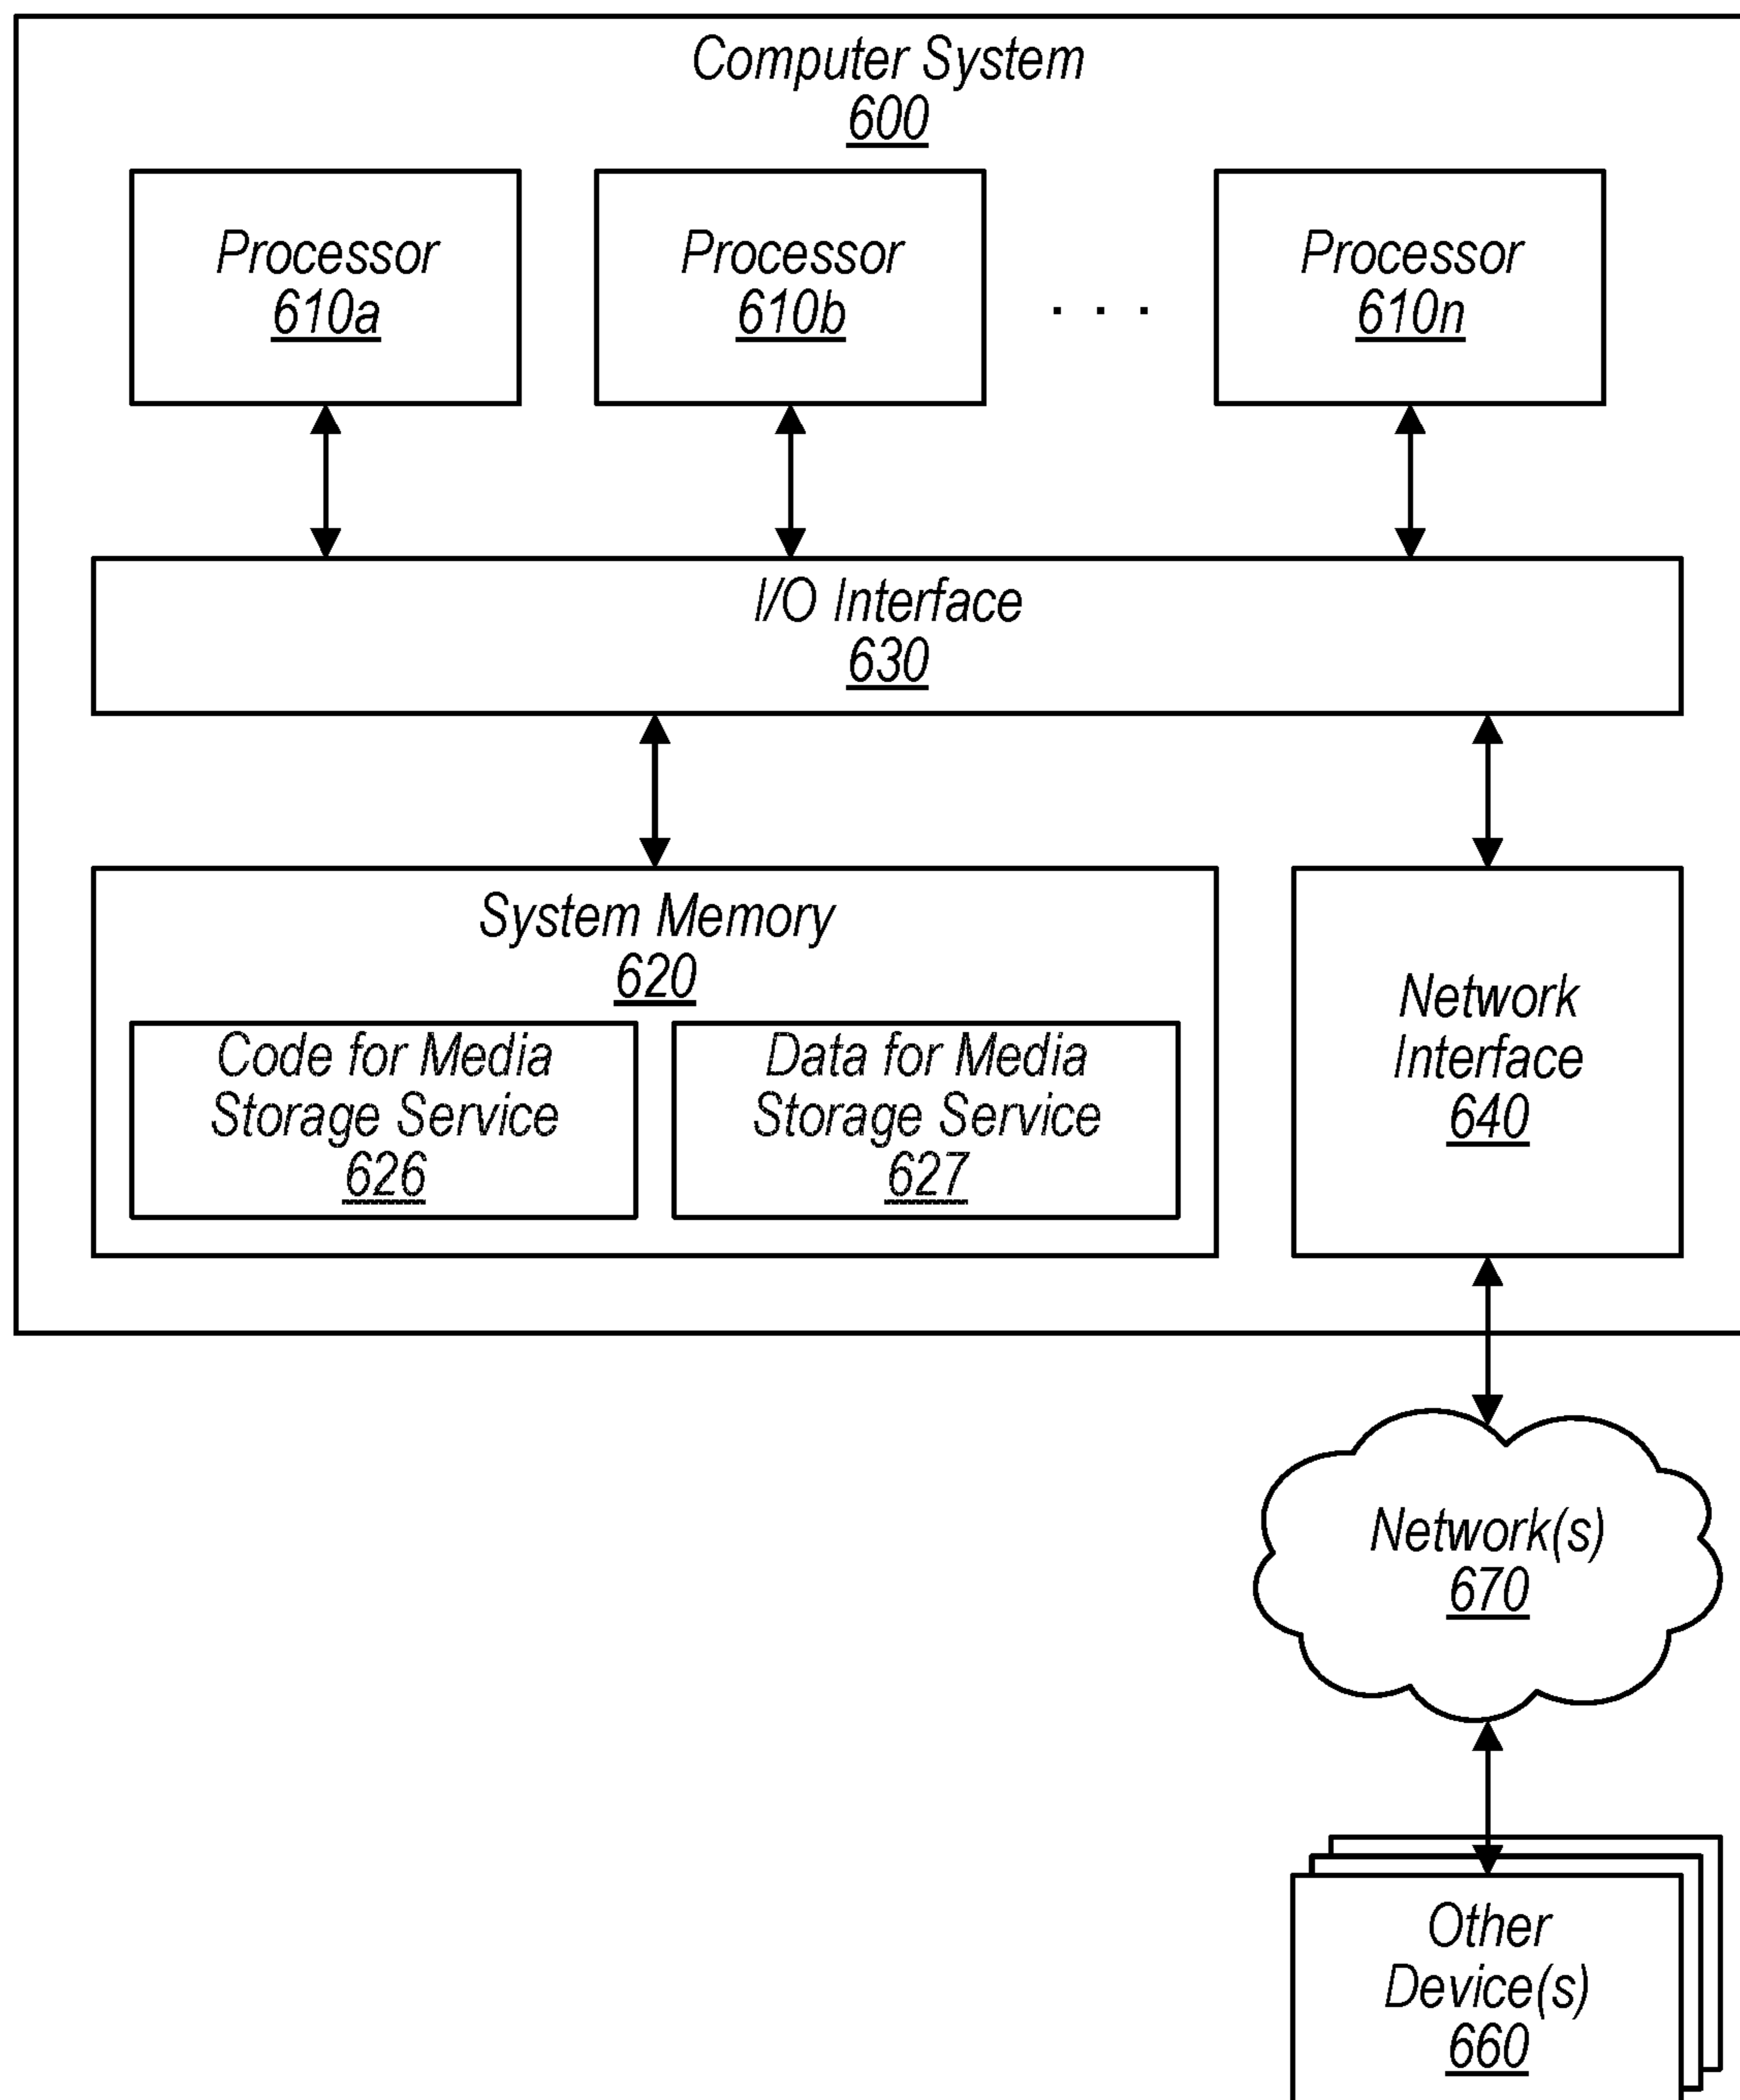 Computer System
600
Processor
610a
Processor
610b
. . .
Processor
610n
I/O Interface
630
System Memory
620
Code for Media
Storage Service
626
Data for Media
Storage Service
627
Network
Interface
640
Network(s)
670
Other
Device(s)
660